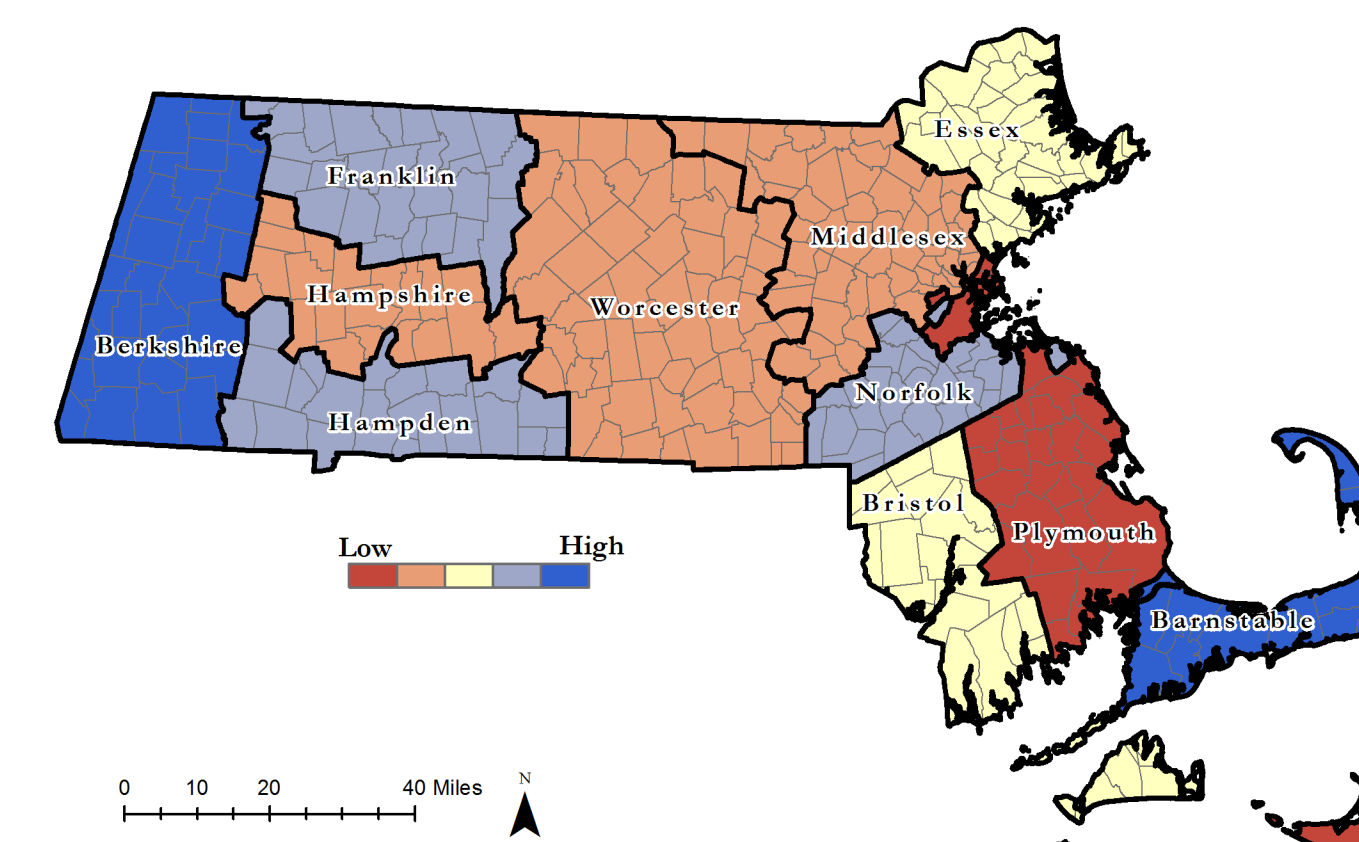 Essex
Franklin
Middlesex
Hampshire
Worcester
Berkshire
Norfolk
Hampden
Bristol
Plymouth
Low High
Barnstable
N
0 10 20 40 Miles